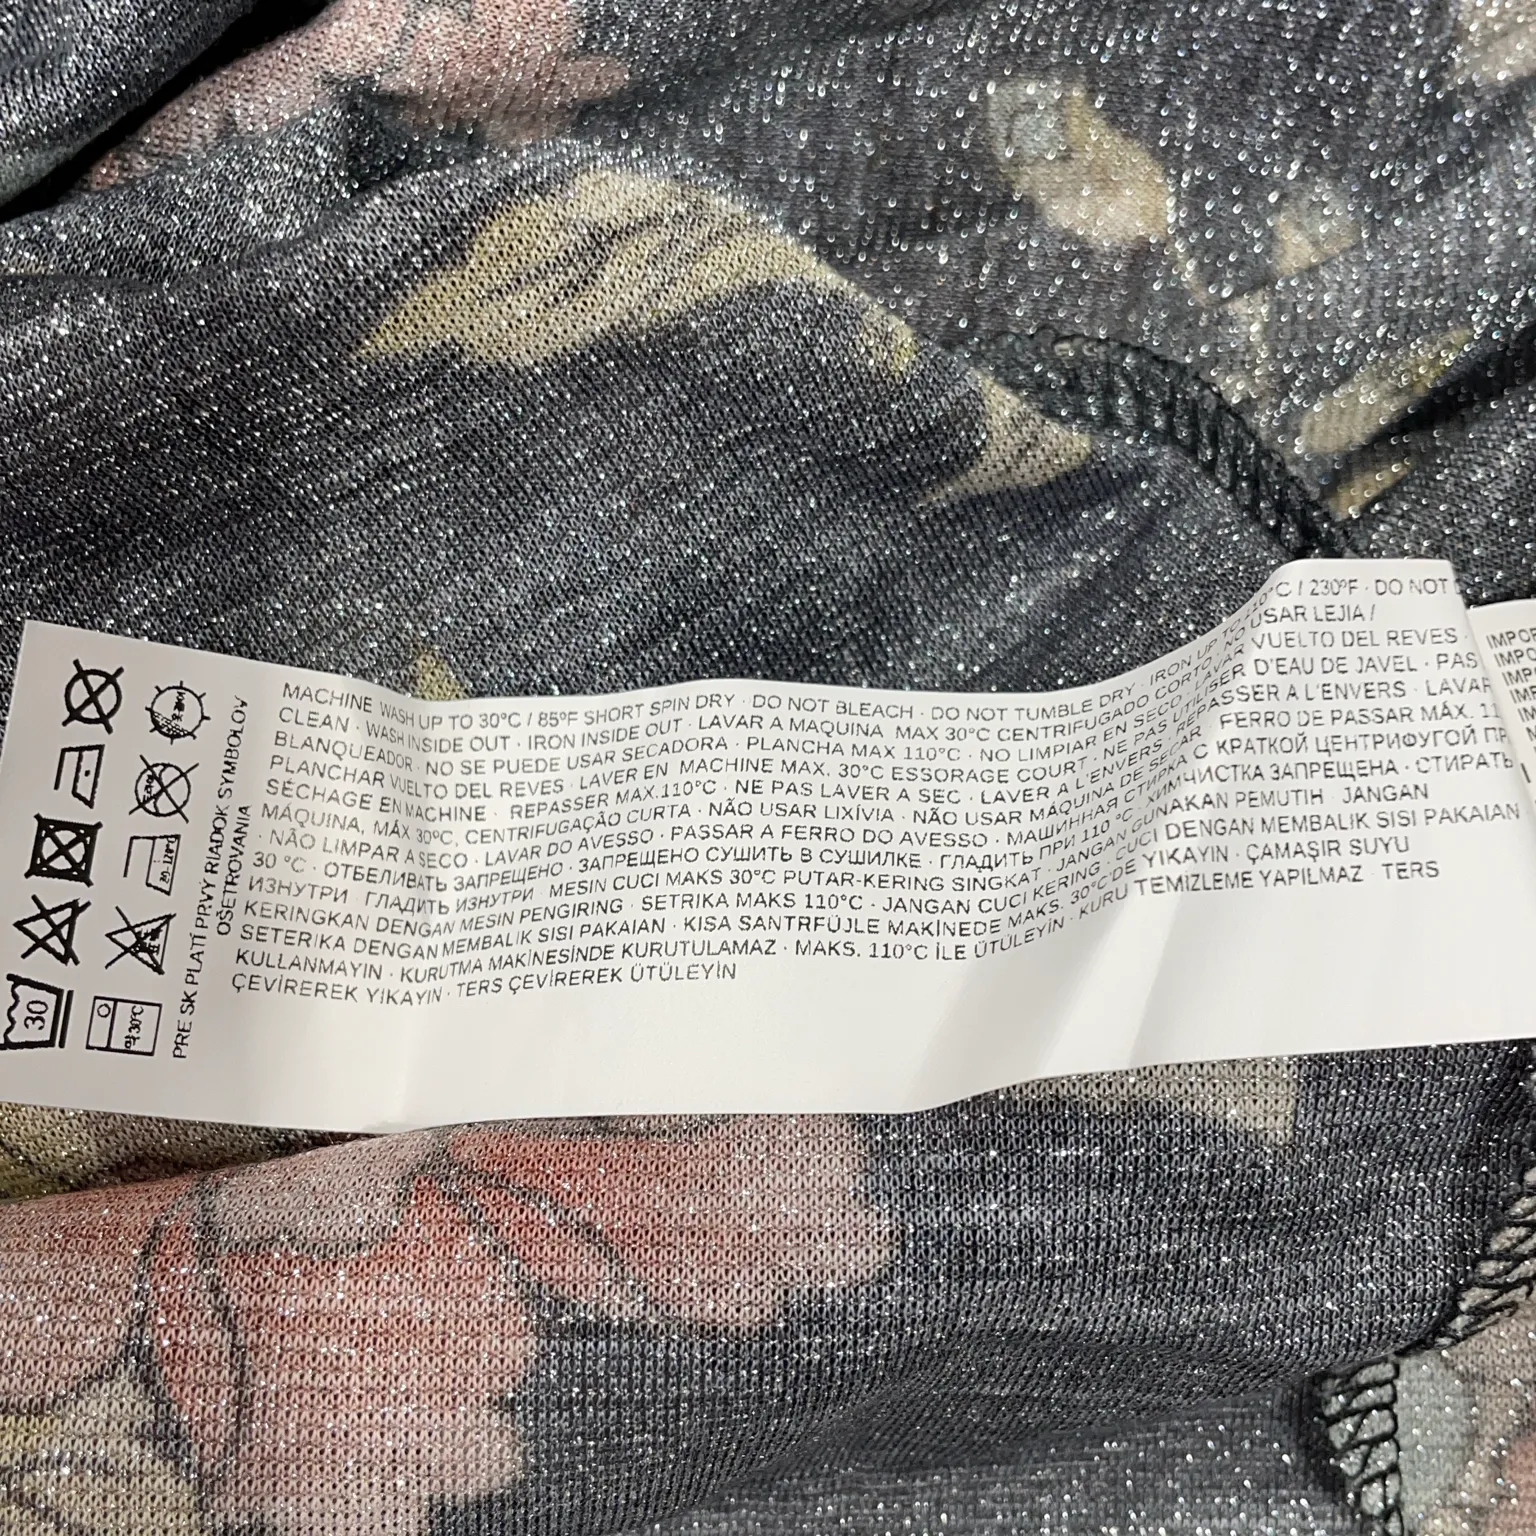 MACHINE WASH UP TO 30°C / 85ºF SHORT SPIN DRY · DO NOT BLEACH · DO NOT TUMBLE DRY · IRON UP TO 110°C / 230ºF · DO NOT
CLEAN · WASH INSIDE OUT · IRON INSIDE OUT · LAVAR A MAQUINA MAX 30°C CENTRIFUGADO CORTO · NO USAR LEJIA /
BLANQUEADOR · NO SE PUEDE USAR SECADORA · PLANCHA MAX 110°C · NO LIMPIAR EN SECO · LAVAR VUELTO DEL REVES ·
PLANCHAR VUELTO DEL REVES · LAVER EN MACHINE MAX. 30°C ESSORAGE COURT · NE PAS UTILISER D'EAU DE JAVEL · PAS
SÉCHAGE EN MACHINE · REPASSER MAX.110°C · NE PAS LAVER A SEC · LAVER A L'ENVERS · REPASSER A L'ENVERS · LAVAR
MÁQUINA, MÁX 30ºC, CENTRIFUGAÇÃO CURTA · NÃO USAR LIXÍVIA · NÃO USAR MÁQUINA DE SECAR · FERRO DE PASSAR MÁX. 11
· NÃO LIMPAR A SECO · LAVAR DO AVESSO · PASSAR A FERRO DO AVESSO · МАШИННАЯ СТИРКА С КРАТКОЙ ЦЕНТРИФУГОЙ ПР
30 °C · ОТБЕЛИВАТЬ ЗАПРЕЩЕНО · ЗАПРЕЩЕНО СУШИТЬ В СУШИЛКЕ · ГЛАДИТЬ ПРИ 110 °C · ХИМЧИСТКА ЗАПРЕЩЕНА · СТИРАТЬ
ИЗНУТРИ · ГЛАДИТЬ ИЗНУТРИ · MESIN CUCI MAKS 30°C PUTAR-KERING SINGKAT · JANGAN GUNAKAN PEMUTIH · JANGAN
KERINGKAN DENGAN MESIN PENGIRING · SETRIKA MAKS 110°C · JANGAN CUCI KERING · CUCI DENGAN MEMBALIK SISI PAKAIAN
SETERIKA DENGAN MEMBALIK SISI PAKAIAN · KISA SANTRFÜJLE MAKİNEDE MAKS. 30°C'DE YIKAYIN · ÇAMAŞIR SUYU
KULLANMAYIN · KURUTMA MAKİNESİNDE KURUTULAMAZ · MAKS. 110°C İLE ÜTÜLEYİN · KURU TEMİZLEME YAPILMAZ · TERS
ÇEVİREREK YIKAYIN · TERS ÇEVİREREK ÜTÜLEYİN
PRE SK PLATÍ PRVÝ RIADOK SYMBOLOV
OŠETROVANIA
30
IMPO